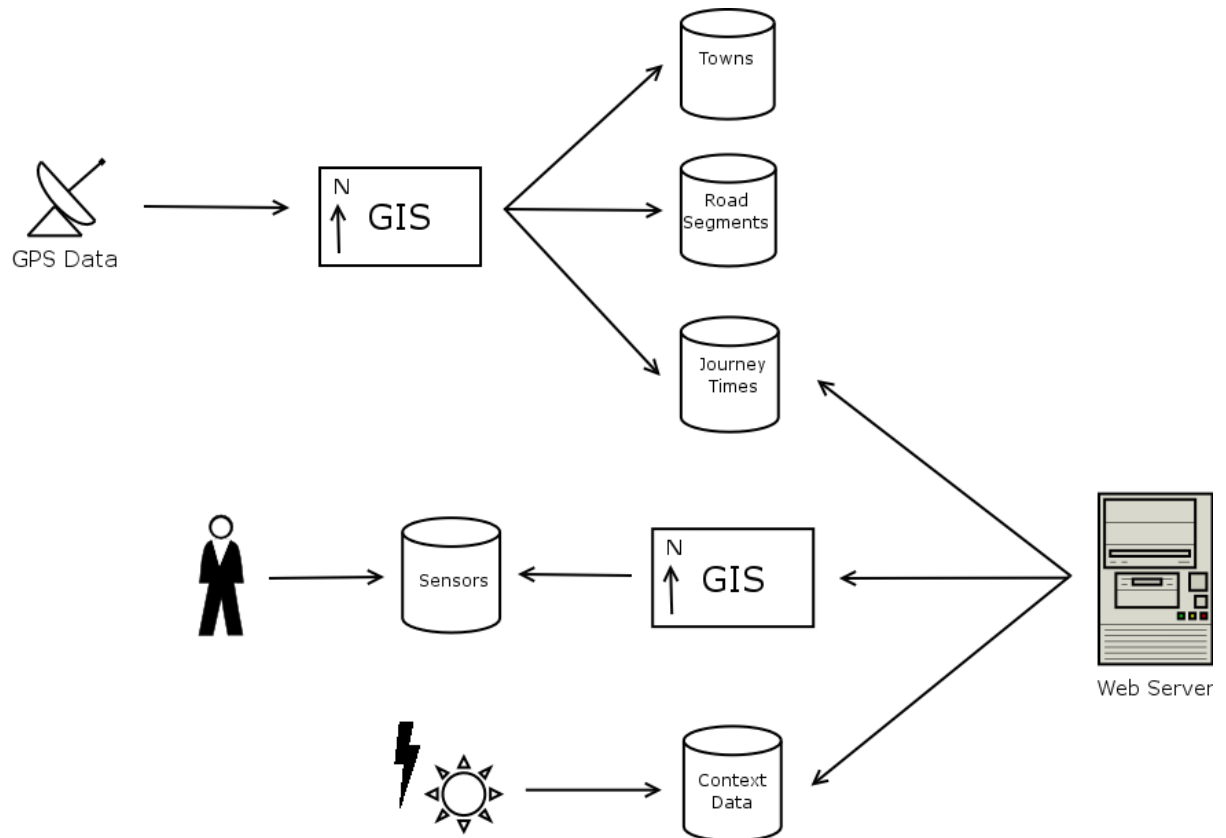 Towns
Road
Segments
N
GIS
GPS Data
Journey
Times
N
GIS
Sensors
Web Server
Context
Data